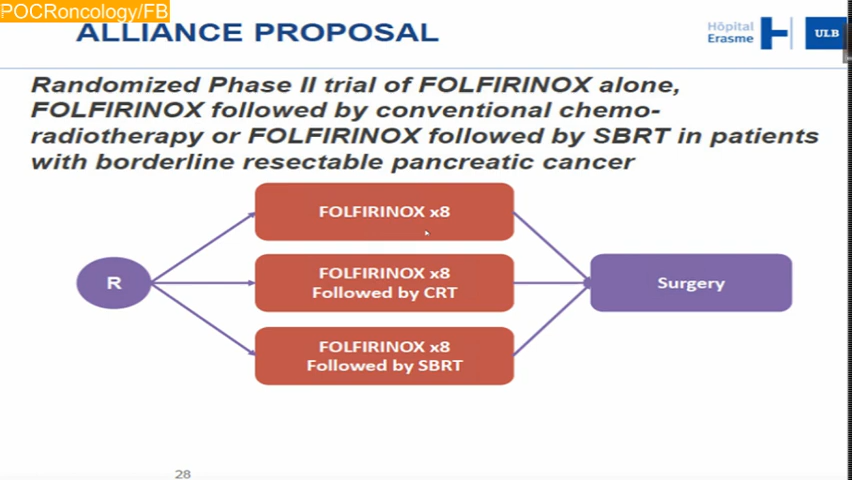 POCRoncology/FB
ALLIANCE PROPOSAL
Hôpital
Erasme
ULB
Randomized Phase II trial of FOLFIRINOX alone,
FOLFIRINOX followed by conventional chemo-
radiotherapy or FOLFIRINOX followed by SBRT in patients
with borderline resectable pancreatic cancer
FOLFIRINOX x8
R
FOLFIRINOX x8
Followed by CRT
Surgery
FOLFIRINOX x8
Followed by SBRT
28